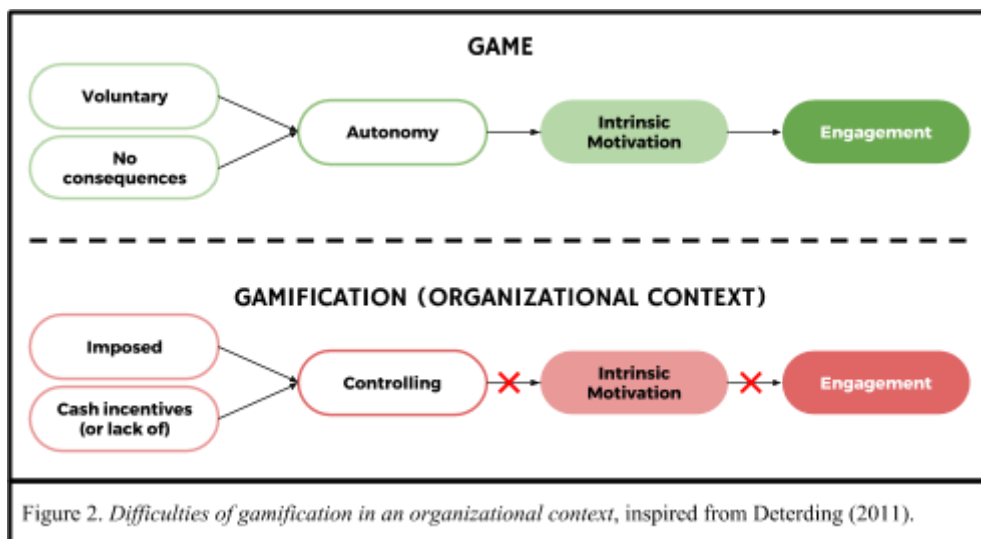 GAME
Voluntary
No
consequences
Autonomy
Intrinsic
Motivation
Engagement
GAMIFICATION (ORGANIZATIONAL CONTEXT)
Imposed
Cash incentives
(or lack of)
Controlling
Intrinsic
Motivation
Engagement
Figure 2. Difficulties of gamification in an organizational context, inspired from Deterding (2011).